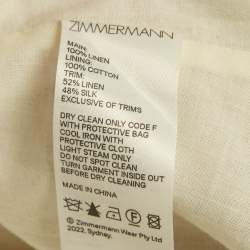 ZIMMERMANN
MAIN:
100% LINEN
LINING:
100% COTTON
TRIM:
52% LINEN
48% SILK
EXCLUSIVE OF TRIMS
DRY CLEAN ONLY CODE F
WITH PROTECTIVE BAG
COOL IRON WITH
PROTECTIVE CLOTH
LIGHT STEAM ONLY
DO NOT SPOT CLEAN
TURN GARMENT INSIDE OUT
BEFORE DRY CLEANING
MADE IN CHINA
© Zimmermann Wear Pty Ltd
2022, Sydney.